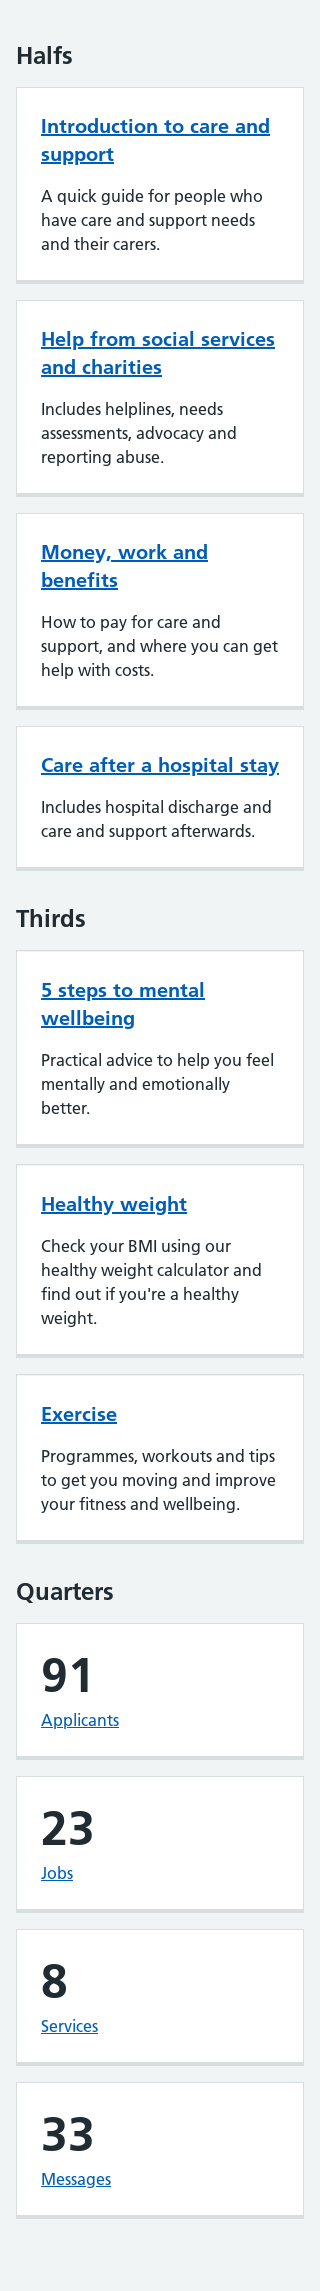 Halfs
Introduction to care and
support
A quick guide for people who
have care and support needs
and their carers.
Help from social services
and charities
Includes helplines, needs
assessments, advocacy and
reporting abuse.
Money, work and
benefits
How to pay for care and
support, and where you can get
help with costs.
Care after a hospital stay
Includes hospital discharge and
care and support afterwards.
Thirds
5 steps to mental
wellbeing
Practical advice to help you feel
mentally and emotionally
better.
Healthy weight
Check your BMI using our
healthy weight calculator and
find out if you're a healthy
weight.
Exercise
Programmes, workouts and tips
to get you moving and improve
your fitness and wellbeing.
Quarters
91
Applicants
23
Jobs
8
Services
33
Messages